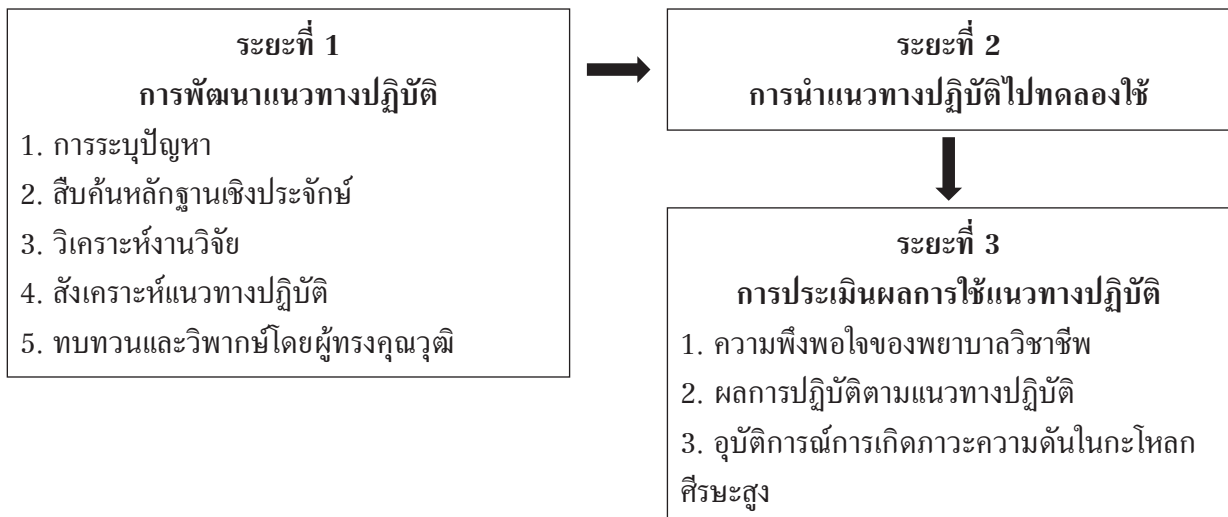 ระยะที่ 1
การพัฒนาแนวทางปฏิบัติ
1. การระบุปัญหา
2. สืบค้นหลักฐานเชิงประจักษ์
3. วิเคราะห์งานวิจัย
4. สังเคราะห์แนวทางปฏิบัติ
5. ทบทวนและวิพากษ์โดยผู้ทรงคุณวุฒิ
ระยะที่ 2
การนำแนวทางปฏิบัติไปทดลองใช้
ระยะที่ 3
การประเมินผลการใช้แนวทางปฏิบัติ
1. ความพึงพอใจของพยาบาลวิชาชีพ
2. ผลการปฏิบัติตามแนวทางปฏิบัติ
3. อุบัติการณ์การเกิดภาวะความดันในกะโหลก
ศีรษะสูง